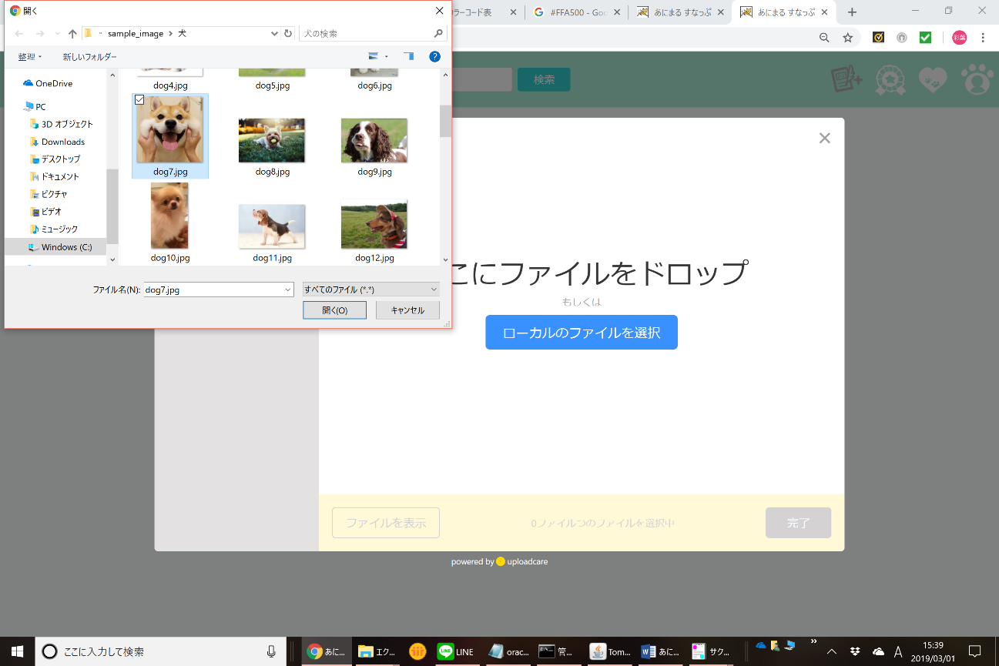 開く
ラーコード表
#FFA500 - Goo
あにまる すなっぷ
あにまる すなっぷ
sample_image
犬
犬の検索
彩葉
整理
新しいフォルダー
検索
OneDrive
PC
3D オブジェクト
Downloads
デスクトップ
ドキュメント
ピクチャ
ビデオ
ミュージック
Windows (C:)
dog4.jpg
dog5.jpg
dog6.jpg
dog7.jpg
dog8.jpg
dog9.jpg
dog10.jpg
dog11.jpg
dog12.jpg
ファイル名(N):
dog7.jpg
すべてのファイル (*.*)
開く(O)
キャンセル
こにファイルをドロップ
もしくは
ローカルのファイルを選択
ファイルを表示
0ファイルつのファイルを選択中
完了
powered by uploadcare
ここに入力して検索
あに...
エク...
LINE
orac...
管...
Tom...
あに...
サク...
A
15:39
2019/03/01